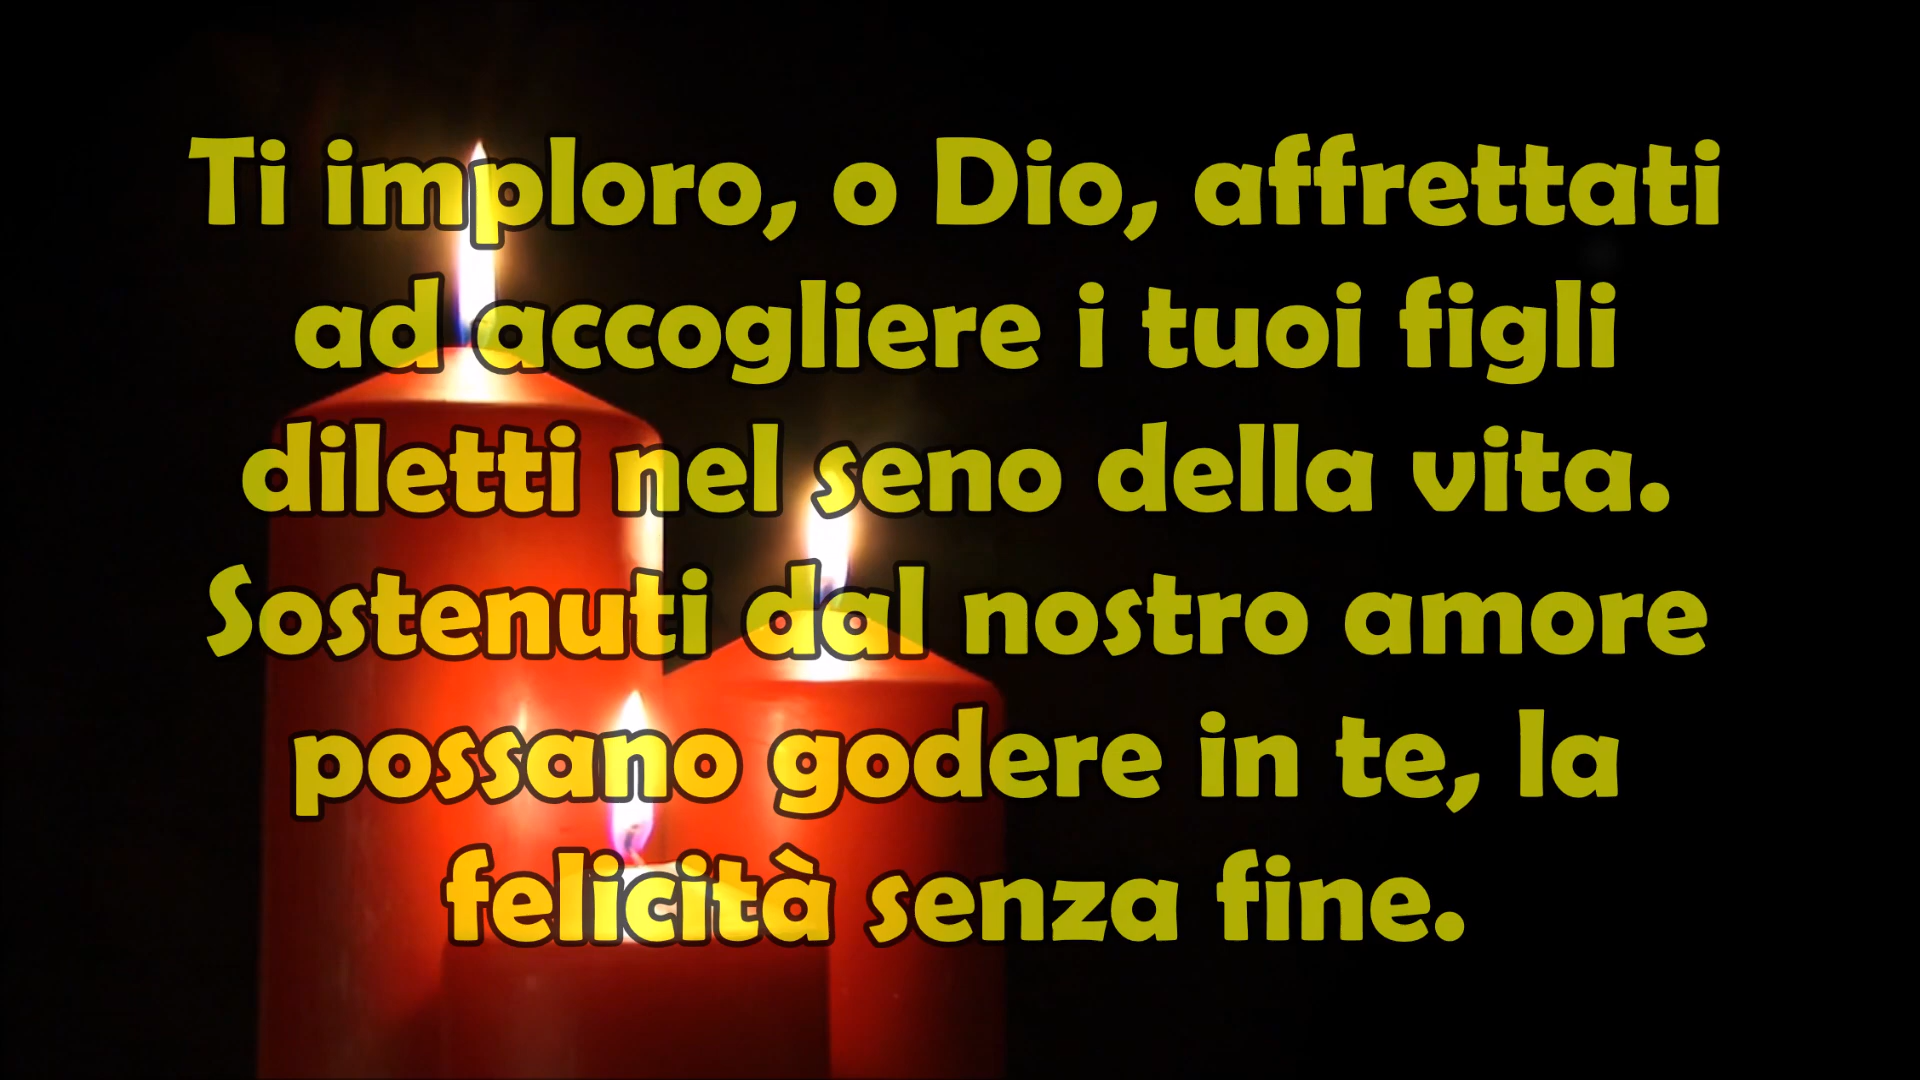 Ti imploro, o Dio, affrettati
ad accogliere i tuoi figli
diletti nel seno della vita.
Sostenuti dal nostro amore
possano godere in te, la
felicità senza fine.